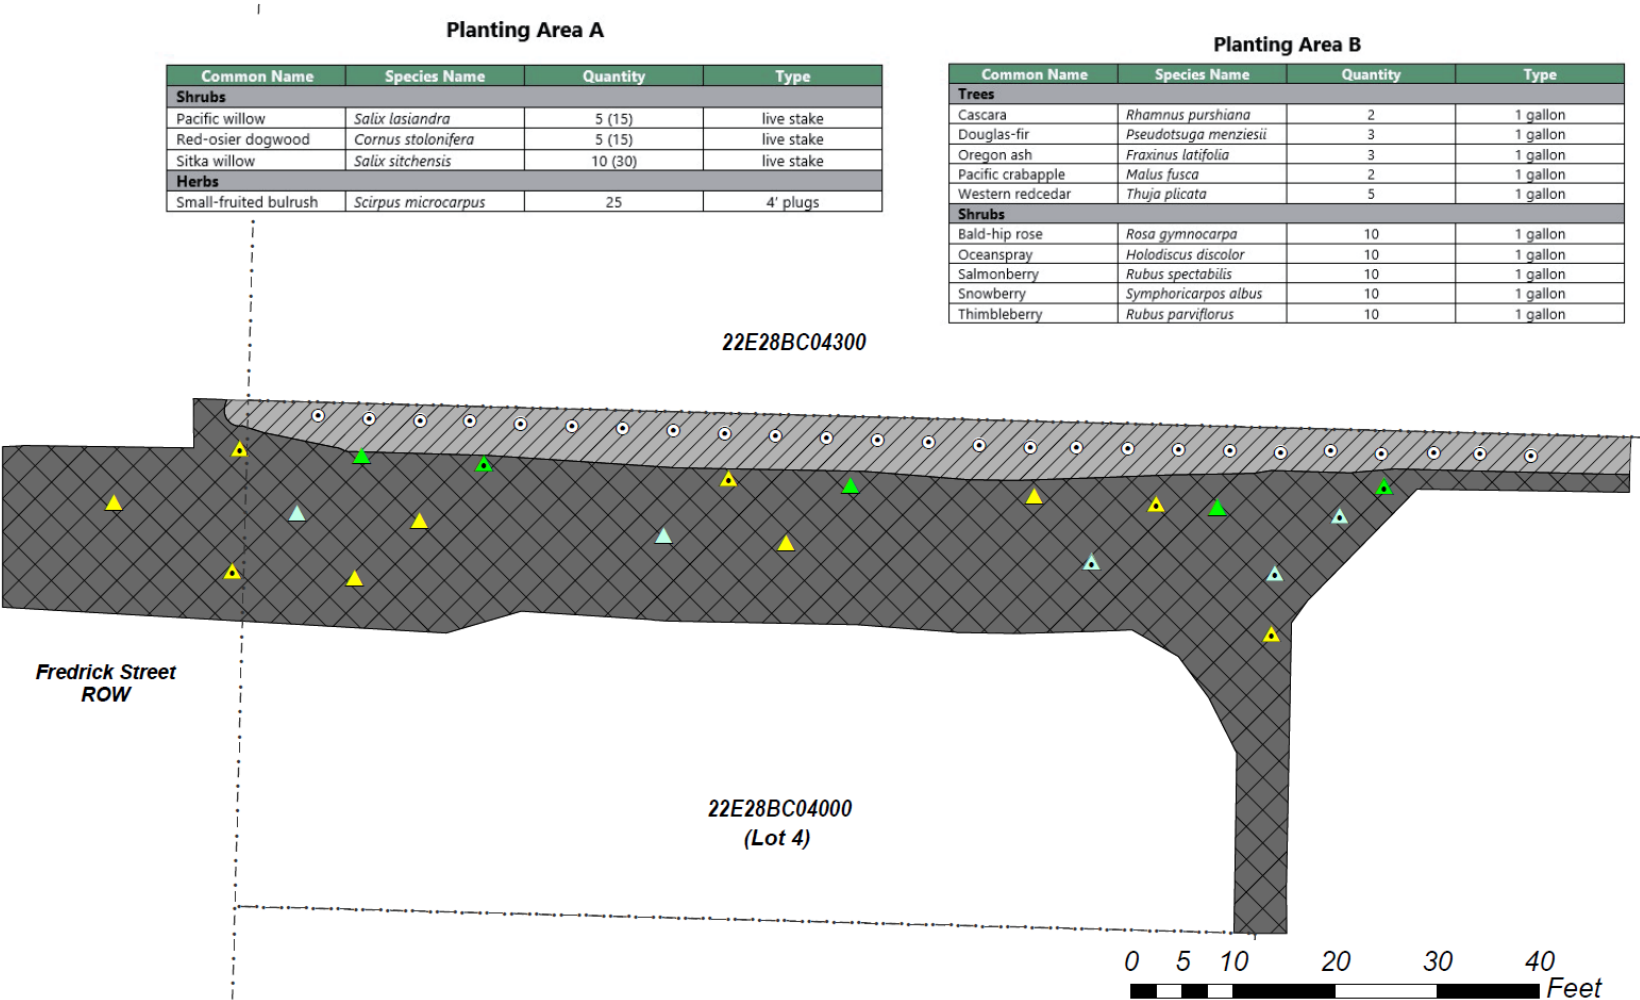 Planting Area A
Common Name Species Name Quantity Type
Shrubs
Pacific willow Salix lasiandra 5 (15) live stake
Red-osier dogwood Cornus stolonifera 5 (15) live stake
Sitka willow Salix sitchensis 10 (30) live stake
Herbs
Small-fruited bulrush Scirpus microcarpus 25 4' plugs
Planting Area B
Common Name Species Name Quantity Type
Trees
Cascara Rhamnus purshiana 2 1 gallon
Douglas-fir Pseudotsuga menziesii 3 1 gallon
Oregon ash Fraxinus latifolia 3 1 gallon
Pacific crabapple Malus fusca 2 1 gallon
Western redcedar Thuja plicata 5 1 gallon
Shrubs
Bald-hip rose Rosa gymnocarpa 10 1 gallon
Oceanspray Holodiscus discolor 10 1 gallon
Salmonberry Rubus spectabilis 10 1 gallon
Snowberry Symphoricarpos albus 10 1 gallon
Thimbleberry Rubus parviflorus 10 1 gallon
22E28BC04300
Fredrick Street
ROW
22E28BC04000
(Lot 4)
0 5 10 20 30 40
Feet